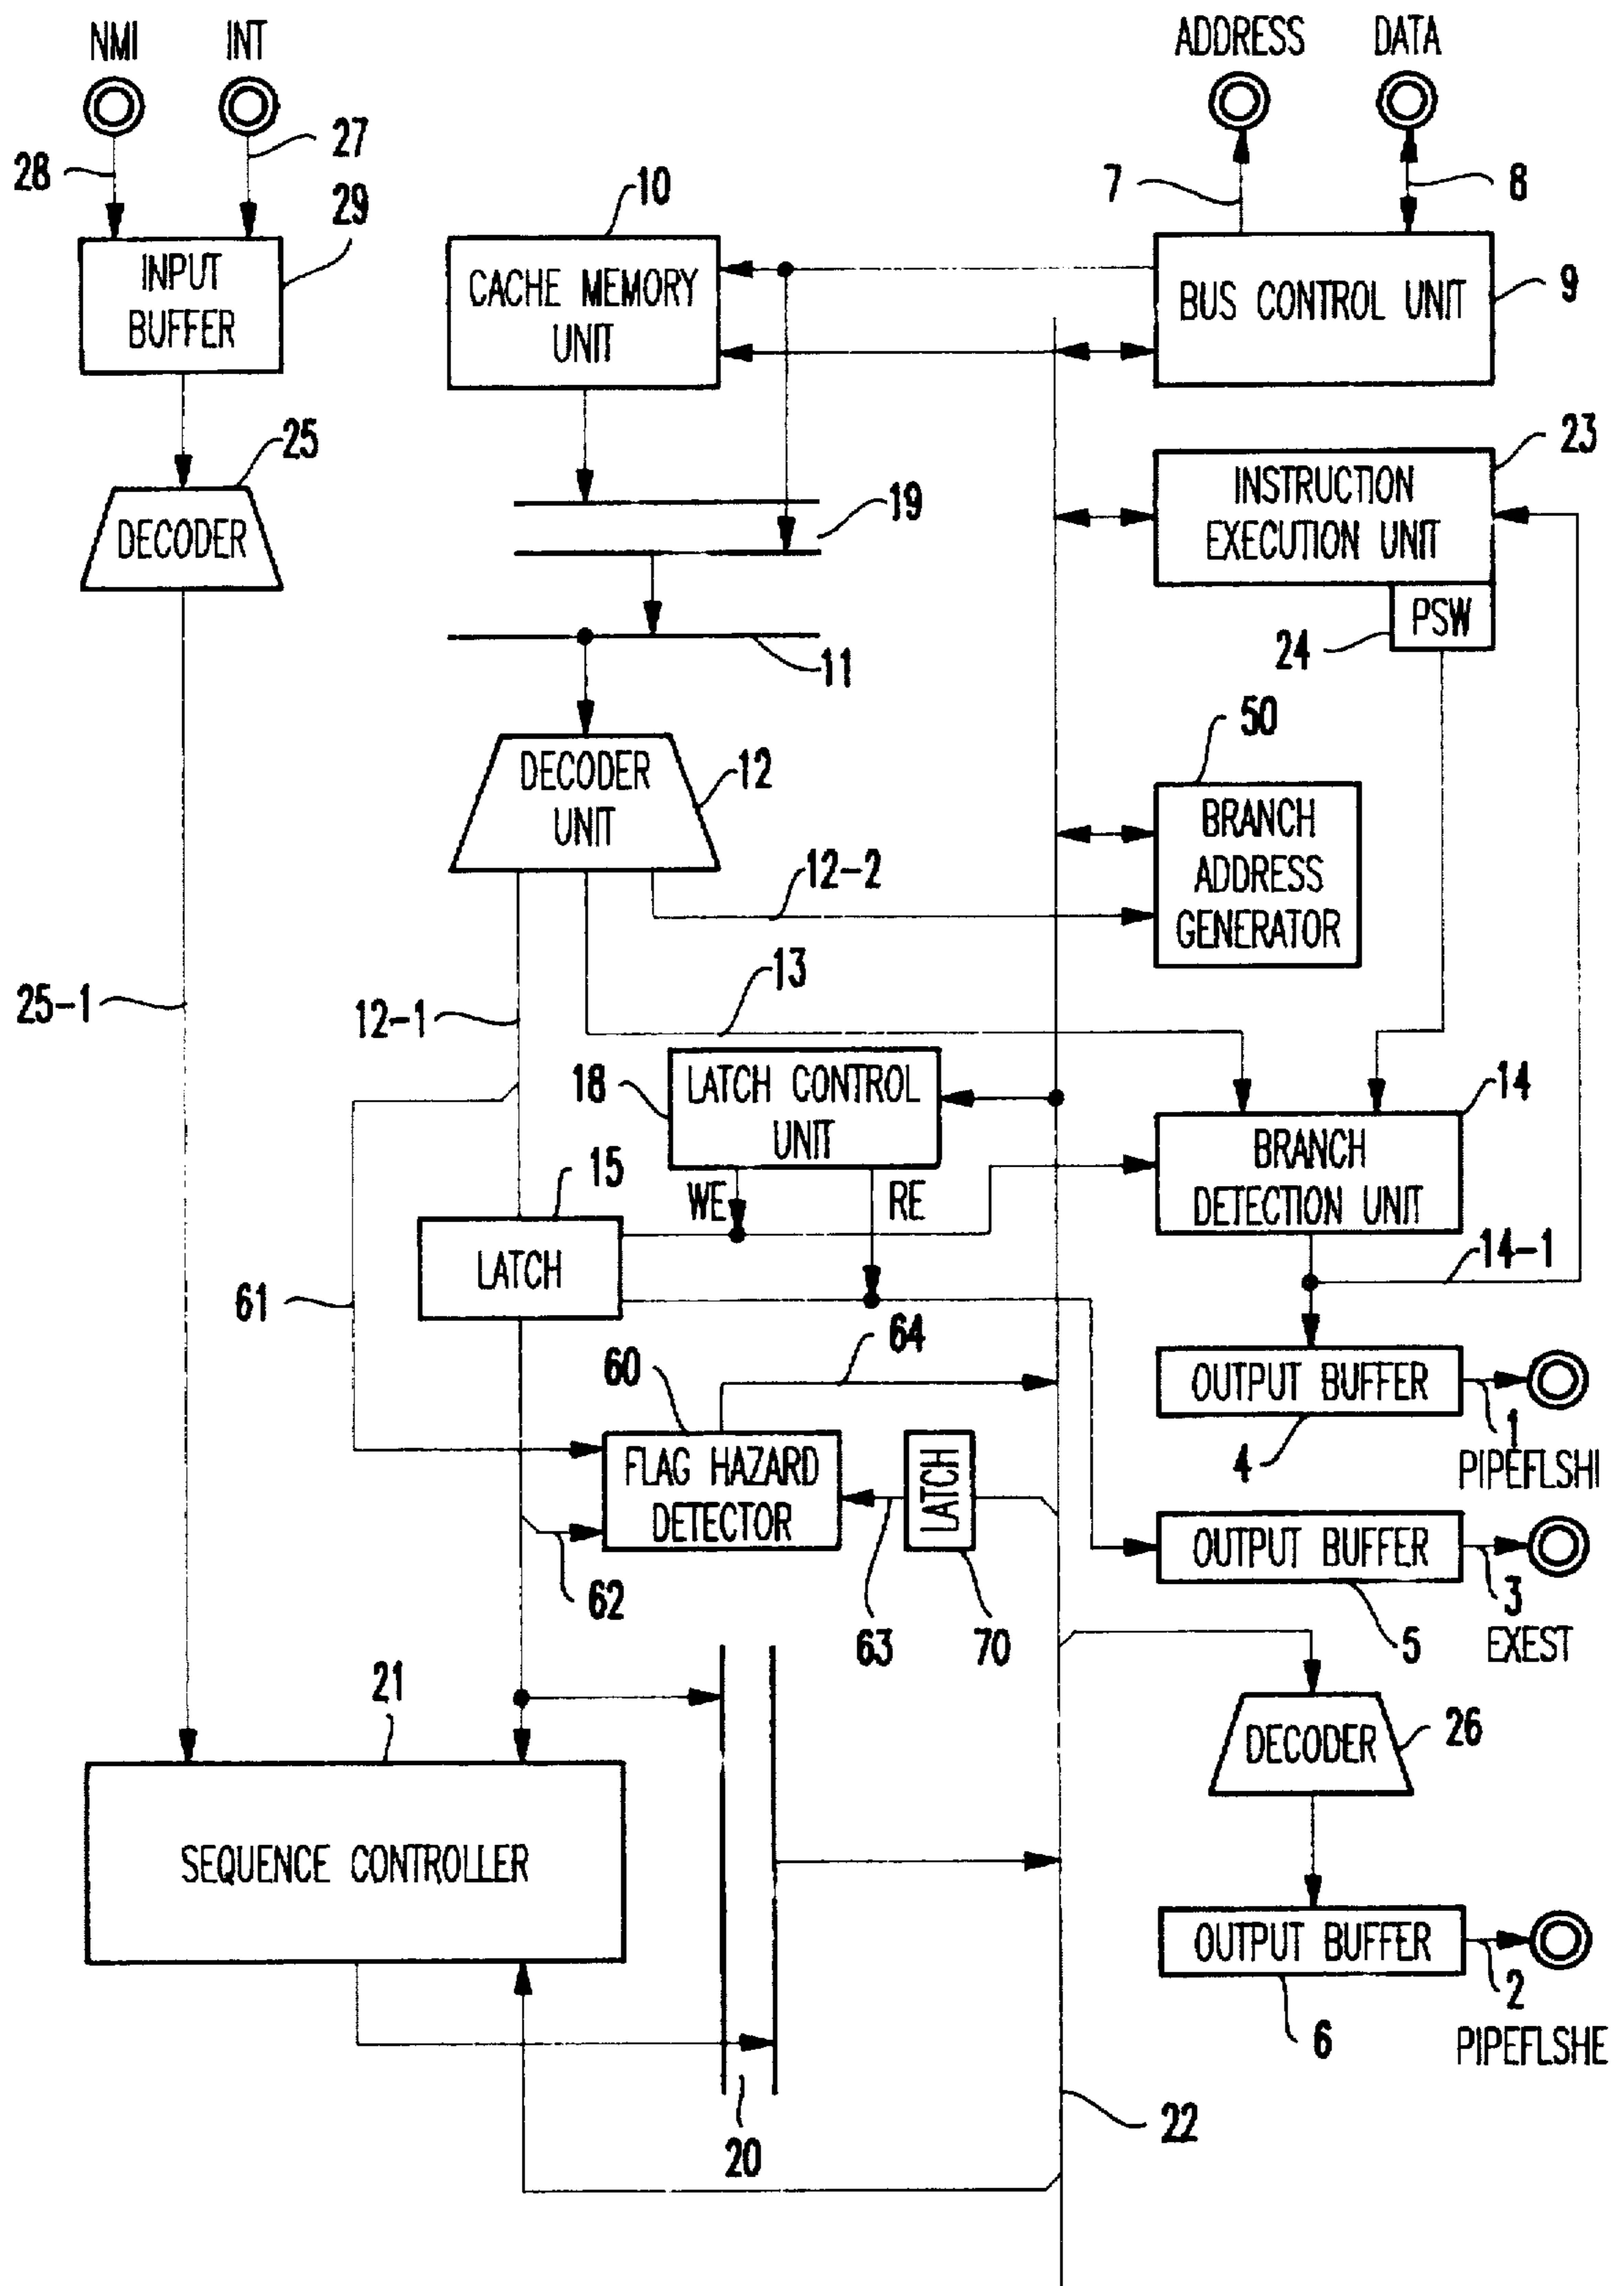 NMI
INT
ADDRESS
DATA
28
27
29
10
7
8
INPUT
BUFFER
CACHE MEMORY
UNIT
BUS CONTROL UNIT
9
25
DECODER
19
23
INSTRUCTION
EXECUTION UNIT
PSW
24
11
50
DECODER
UNIT
12
BRANCH
ADDRESS
GENERATOR
12-2
13
25-1
12-1
18
LATCH CONTROL
UNIT
14
BRANCH
DETECTION UNIT
15
WE
RE
LATCH
14-1
61
64
60
OUTPUT BUFFER
1
4
PIPEFLSHI
FLAG HAZARD
DETECTOR
LATCH
62
63
70
OUTPUT BUFFER
3
5
EXEST
21
DECODER
26
SEQUENCE CONTROLLER
OUTPUT BUFFER
2
6
PIPEFLSHE
20
22